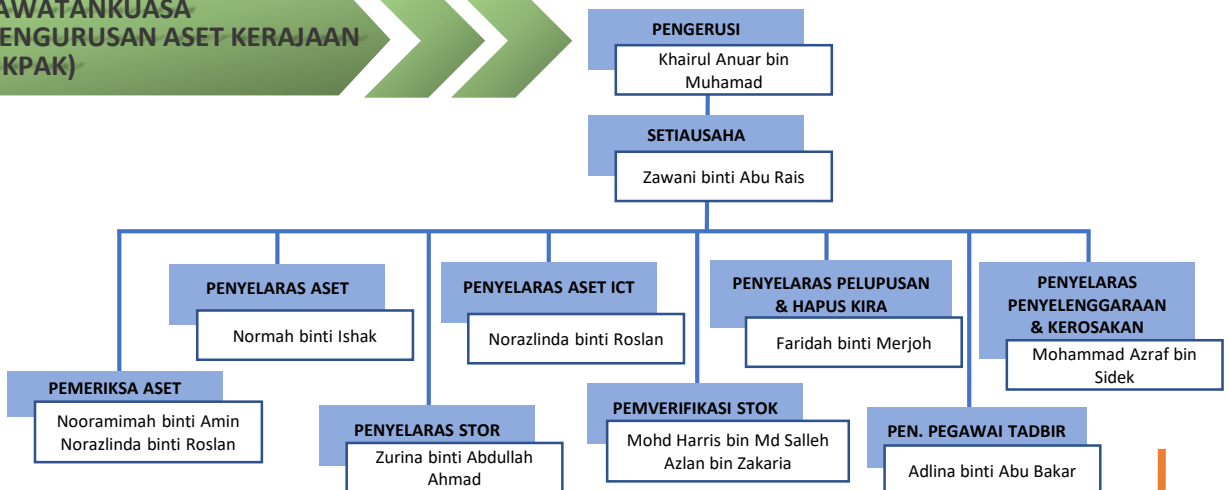 AWATANKUASA
ENGURUSAN ASET KERAJAAN
KPAK)
PENGERUSI
Khairul Anuar bin
Muhamad
SETIAUSAHA
Zawani binti Abu Rais
PENYELARAS ASET
Normah binti Ishak
PENYELARAS ASET ICT
Norazlinda binti Roslan
PENYELARAS PELUPUSAN
& HAPUS KIRA
Faridah binti Merjoh
PENYELARAS
PENYELENGGARAAN
& KEROSAKAN
Mohammad Azraf bin
Sidek
PEMERIKSA ASET
Nooramimah binti Amin
Norazlinda binti Roslan
PENYELARAS STOR
Zurina binti Abdullah
Ahmad
PEMVERIFIKASI STOK
Mohd Harris bin Md Salleh
Azlan bin Zakaria
PEN. PEGAWAI TADBIR
Adlina binti Abu Bakar